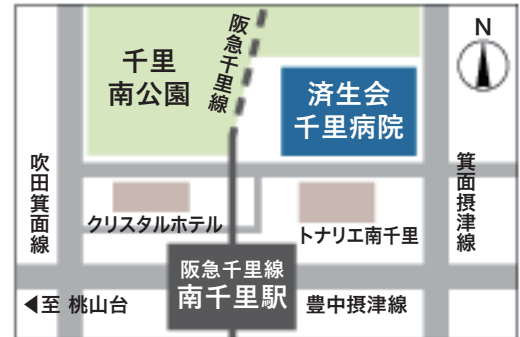 千里
南公園
阪急千里線
N
済生会
千里病院
吹田箕面線
箕面摂津線
クリスタルホテル
トナリエ南千里
阪急千里線
南千里駅
◀至 桃山台
豊中摂津線